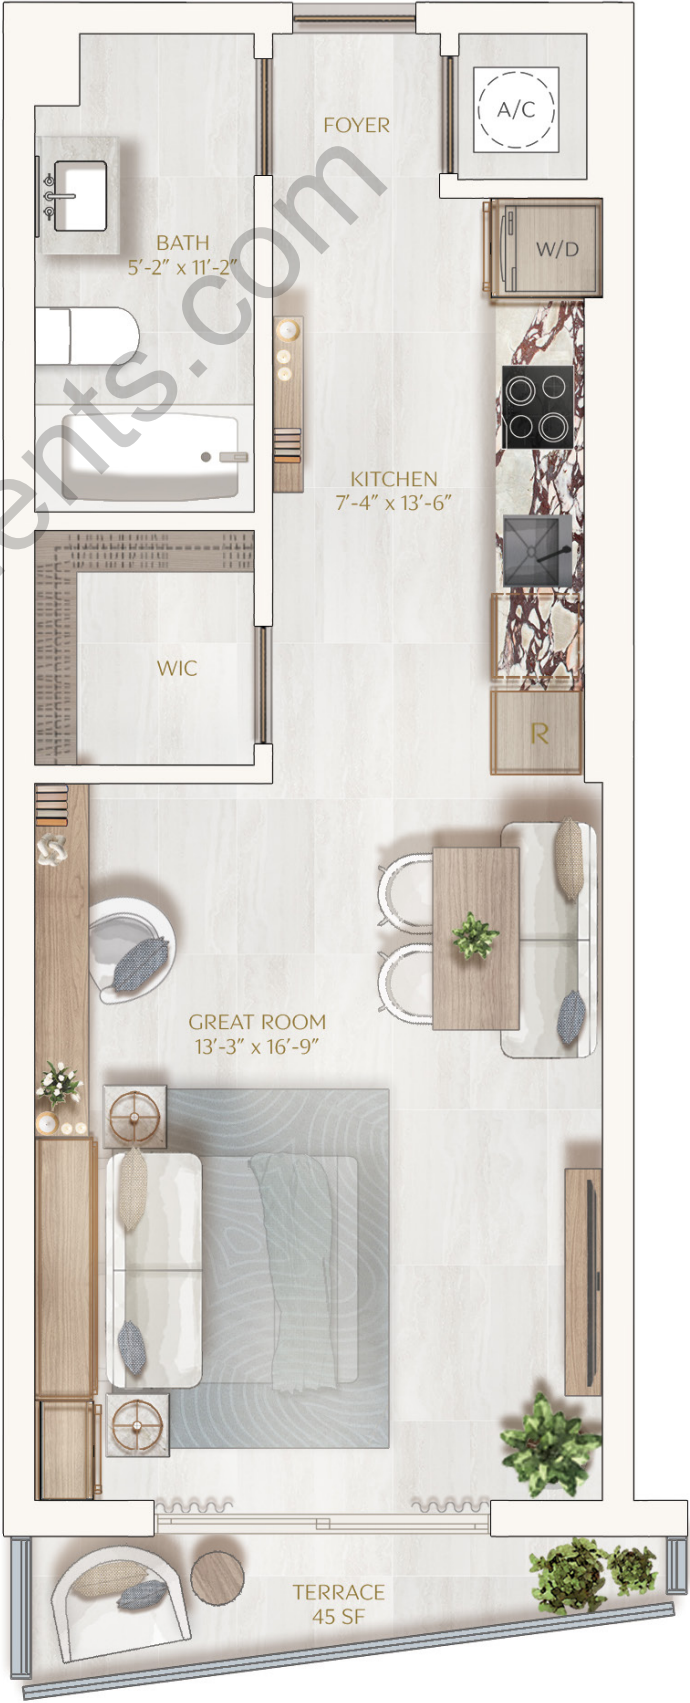 FOYER
A/C
BATH
5'-2" x 11'-2"
W/D
KITCHEN
7'-4" x 13'-6"
WIC
R
GREAT ROOM
13'-3" x 16'-9"
TERRACE
45 SF
ents.com